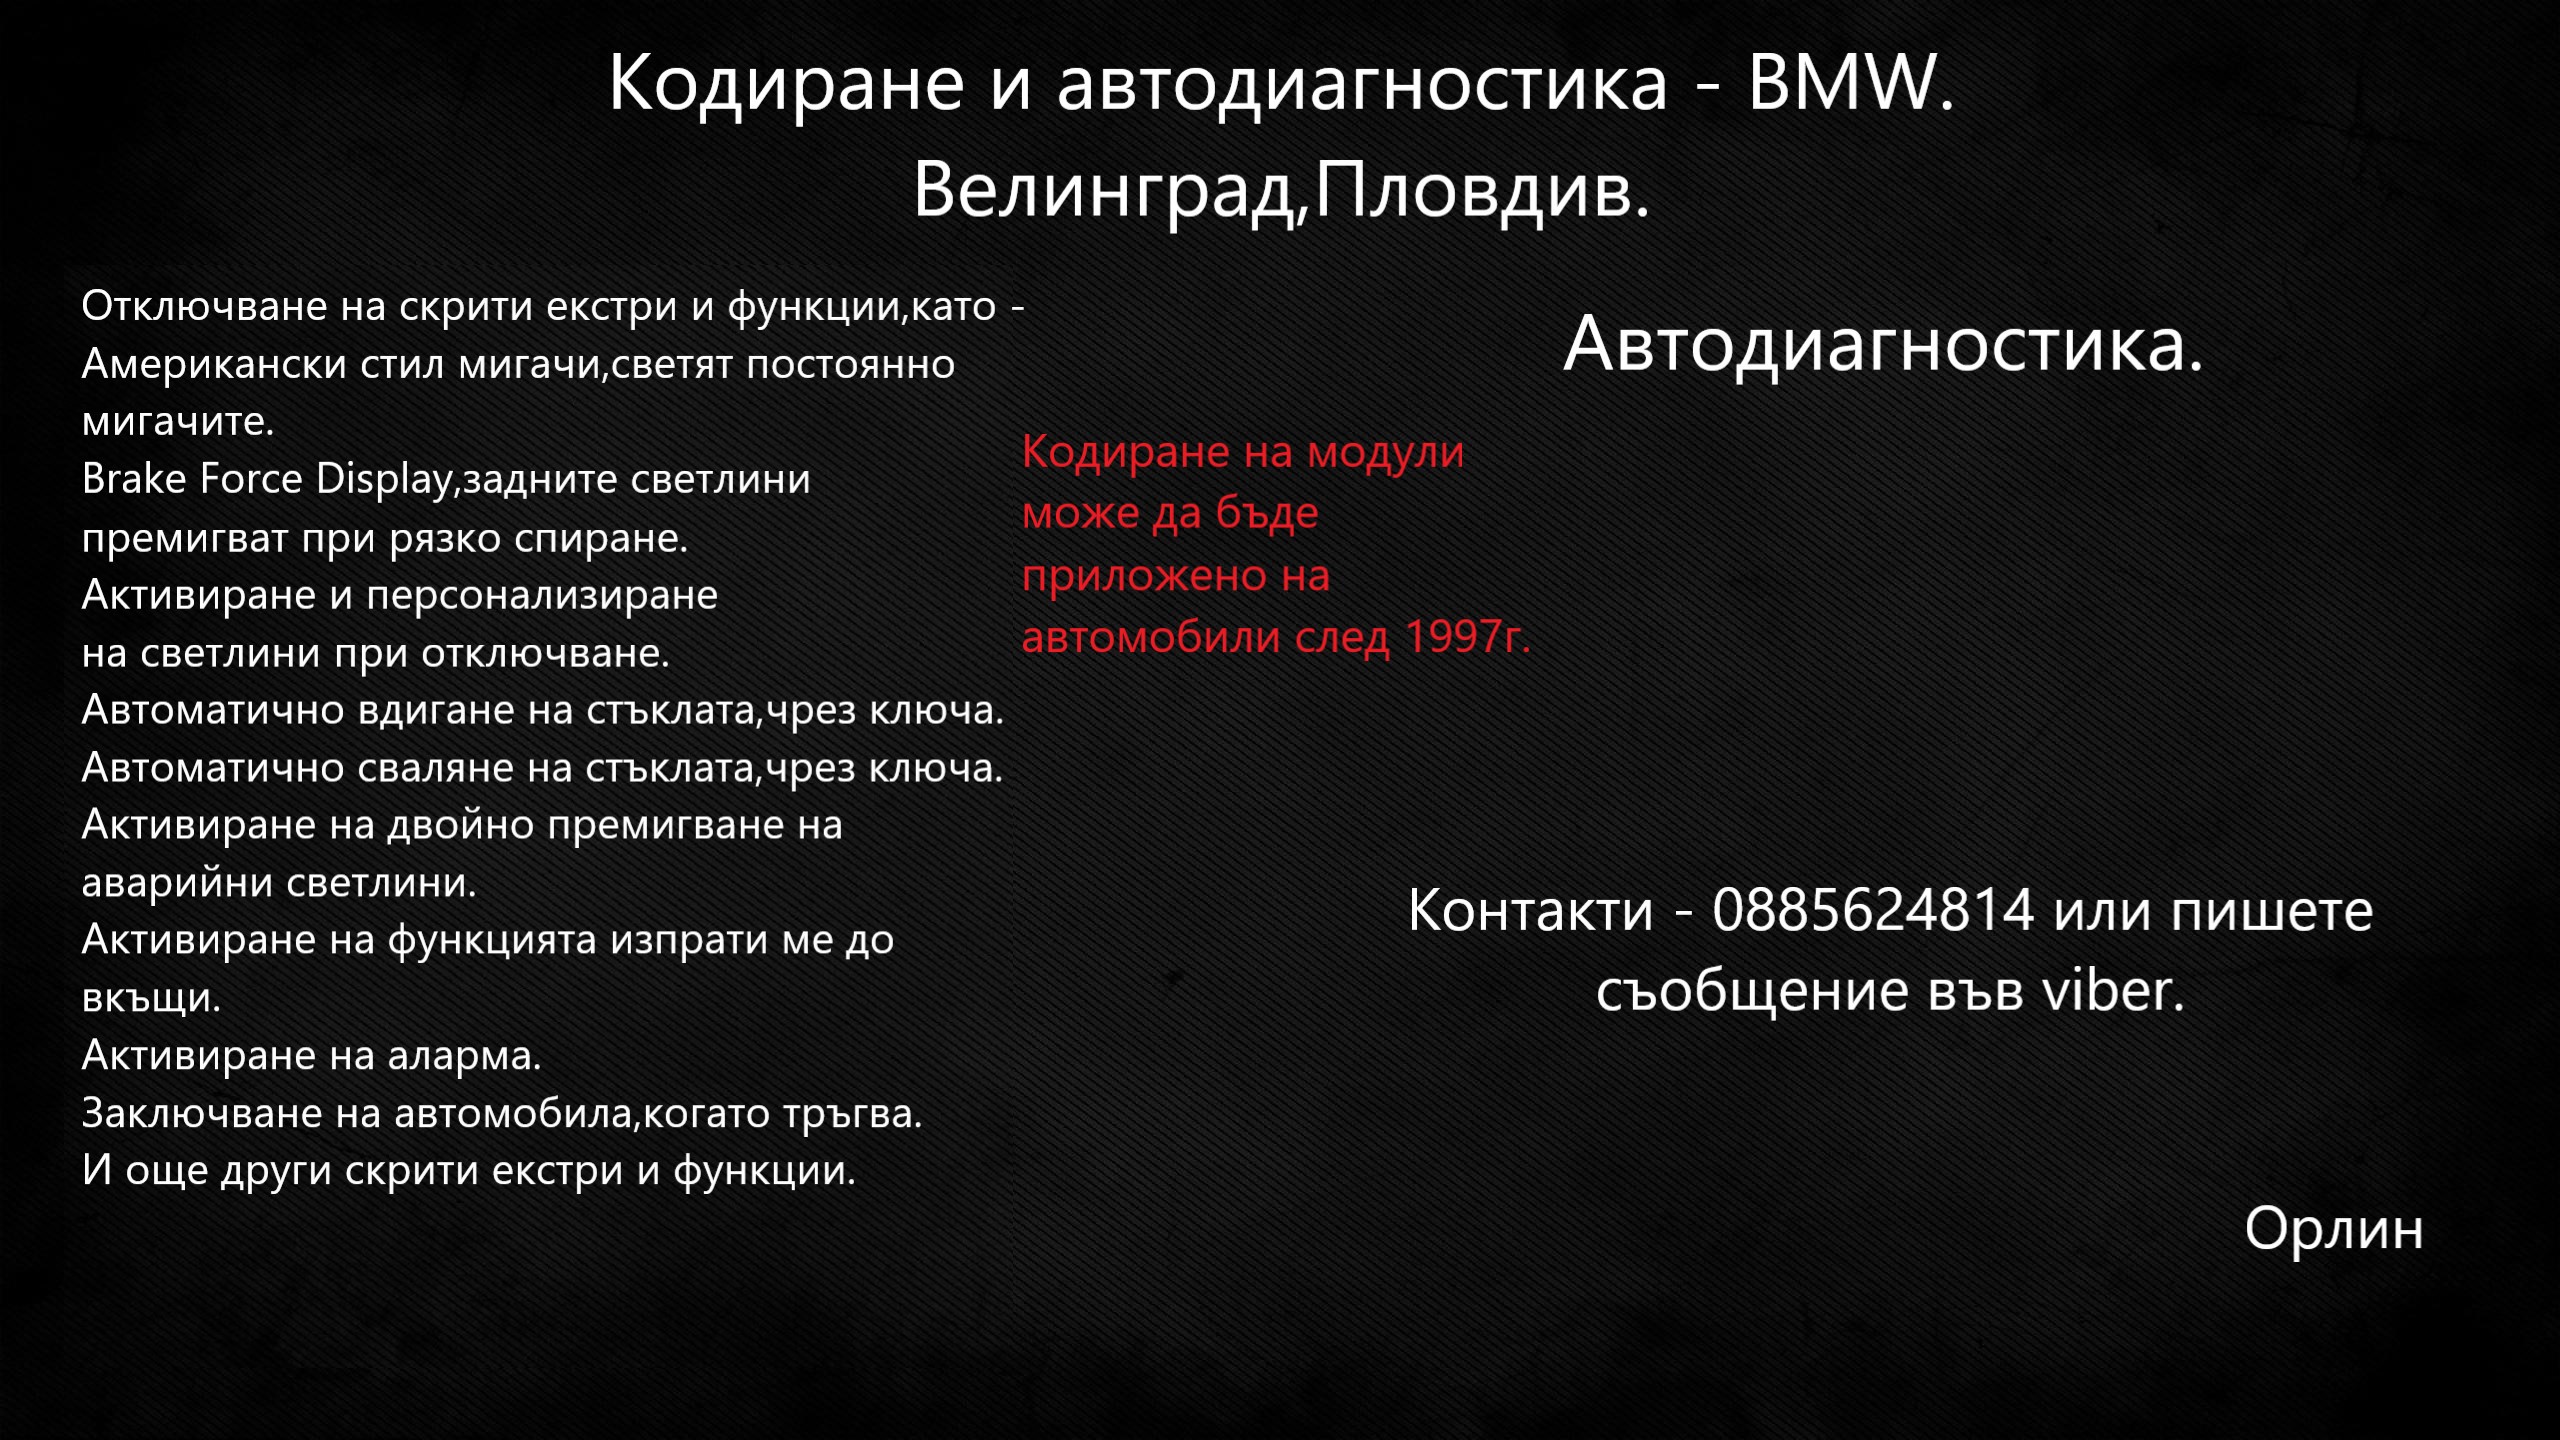 Кодиране и автодиагностика - BMW.
Велинград,Пловдив.
Отключване на скрити екстри и функции,като -
Американски стил мигачи,светят постоянно
мигачите.
Brake Force Display,задните светлини
премигват при рязко спиране.
Активиране и персонализиране
на светлини при отключване.
Автоматично вдигане на стъклата,чрез ключа.
Автоматично сваляне на стъклата,чрез ключа.
Активиране на двойно премигване на
аварийни светлини.
Активиране на функцията изпрати ме до
вкъщи.
Активиране на аларма.
Заключване на автомобила,когато тръгва.
И още други скрити екстри и функции.
Кодиране на модули
може да бъде
приложено на
автомобили след 1997г.
Автодиагностика.
Контакти - 0885624814 или пишете
съобщение във viber.
Орлин